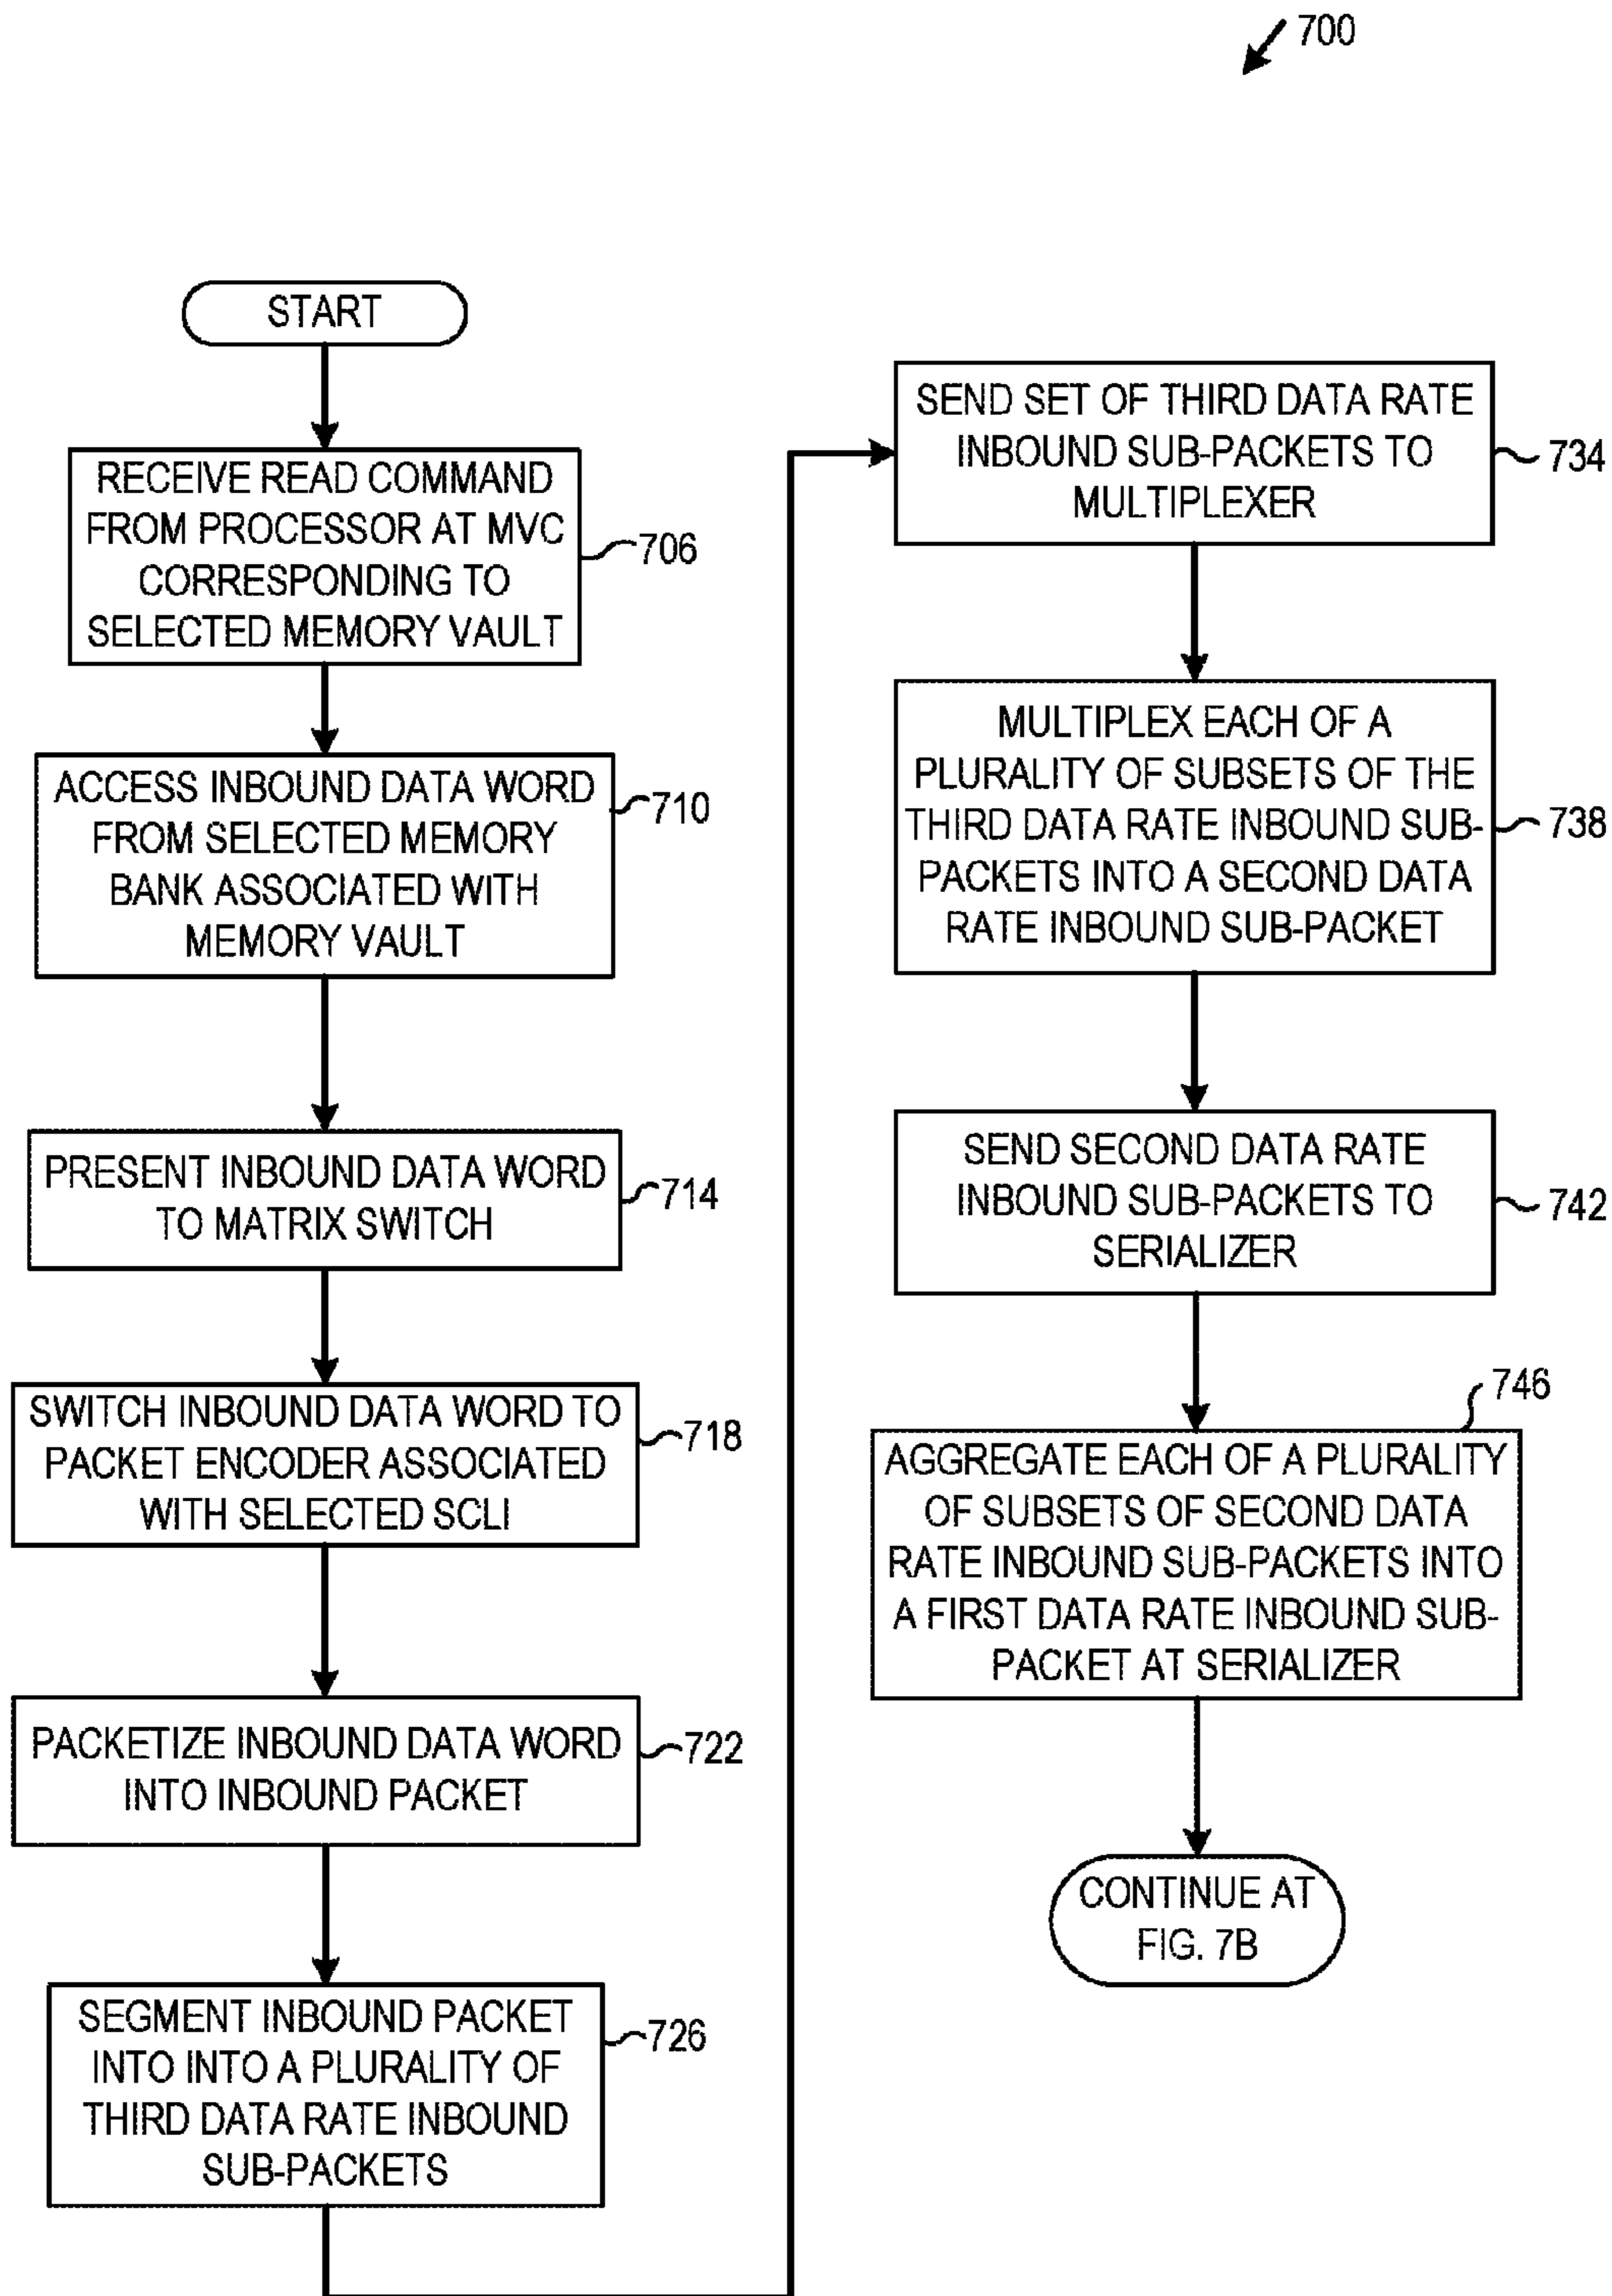 700
START
RECEIVE READ COMMAND
FROM PROCESSOR AT MVC
CORRESPONDING TO
SELECTED MEMORY VAULT
706
ACCESS INBOUND DATA WORD
FROM SELECTED MEMORY
BANK ASSOCIATED WITH
MEMORY VAULT
710
PRESENT INBOUND DATA WORD
TO MATRIX SWITCH
714
SWITCH INBOUND DATA WORD TO
PACKET ENCODER ASSOCIATED
WITH SELECTED SCLI
718
PACKETIZE INBOUND DATA WORD
INTO INBOUND PACKET
722
SEGMENT INBOUND PACKET
INTO INTO A PLURALITY OF
THIRD DATA RATE INBOUND
SUB-PACKETS
726
SEND SET OF THIRD DATA RATE
INBOUND SUB-PACKETS TO
MULTIPLEXER
734
MULTIPLEX EACH OF A
PLURALITY OF SUBSETS OF THE
THIRD DATA RATE INBOUND SUB-
PACKETS INTO A SECOND DATA
RATE INBOUND SUB-PACKET
738
SEND SECOND DATA RATE
INBOUND SUB-PACKETS TO
SERIALIZER
742
746
AGGREGATE EACH OF A PLURALITY
OF SUBSETS OF SECOND DATA
RATE INBOUND SUB-PACKETS INTO
A FIRST DATA RATE INBOUND SUB-
PACKET AT SERIALIZER
CONTINUE AT
FIG. 7B